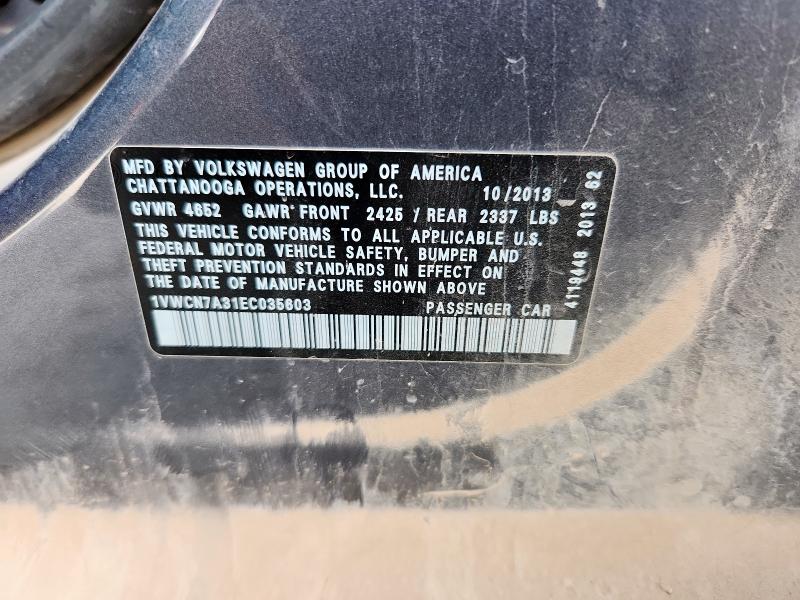 MFD BY VOLKSWAGEN GROUP OF AMERICA
CHATTANOOGA OPERATIONS, LLC. 10/2013
GVWR 4652 GAWR FRONT 2425 / REAR 2337 LBS
THIS VEHICLE CONFORMS TO ALL APPLICABLE U.S.
FEDERAL MOTOR VEHICLE SAFETY, BUMPER AND
THEFT PREVENTION STANDARDS IN EFFECT ON
THE DATE OF MANUFACTURE SHOWN ABOVE
1VWCN7A31EC035603 PASSENGER CAR
4119448 2013 62